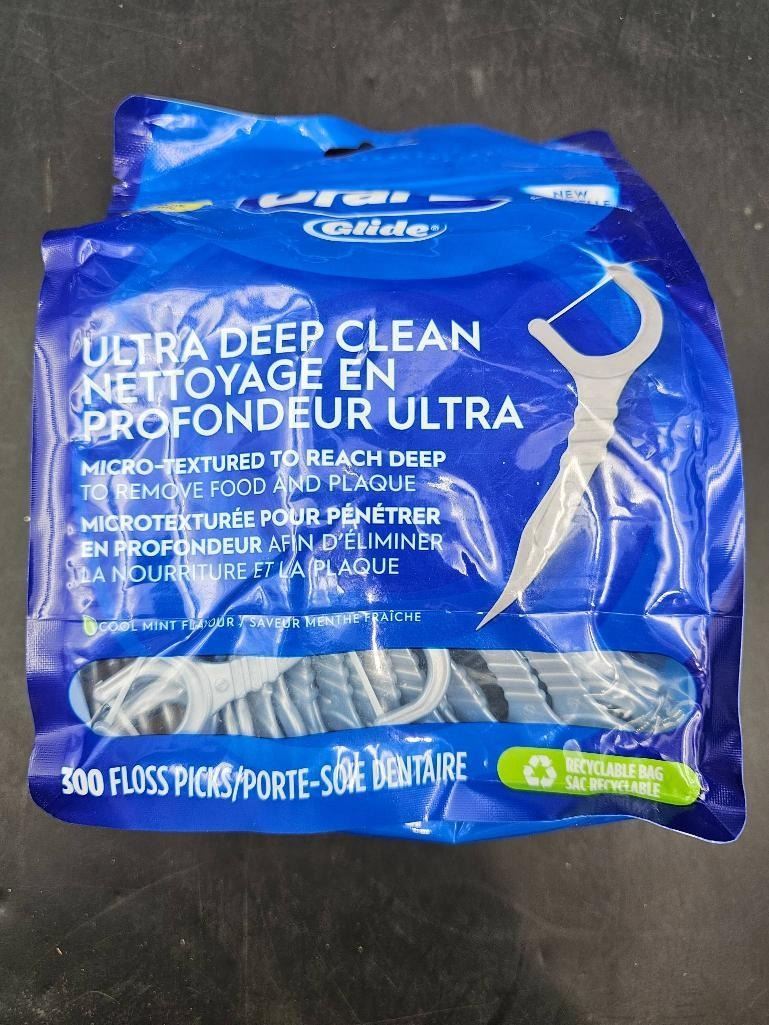 NEW
Glide®
ULTRA DEEP CLEAN
NETTOYAGE EN
PROFONDEUR ULTRA
MICRO-TEXTURED TO REACH DEEP
TO REMOVE FOOD AND PLAQUE
MICROTEXTURÉE POUR PÉNÉTRER
EN PROFONDEUR AFIN D'ÉLIMINER
LA NOURRITURE ET LA PLAQUE
COOL MINT FLAVOUR / SAVEUR MENTHE FRAÎCHE
300 FLOSS PICKS/PORTE-SOIE DENTAIRE
RECYCLABLE BAG
SAC RECYCLABLE